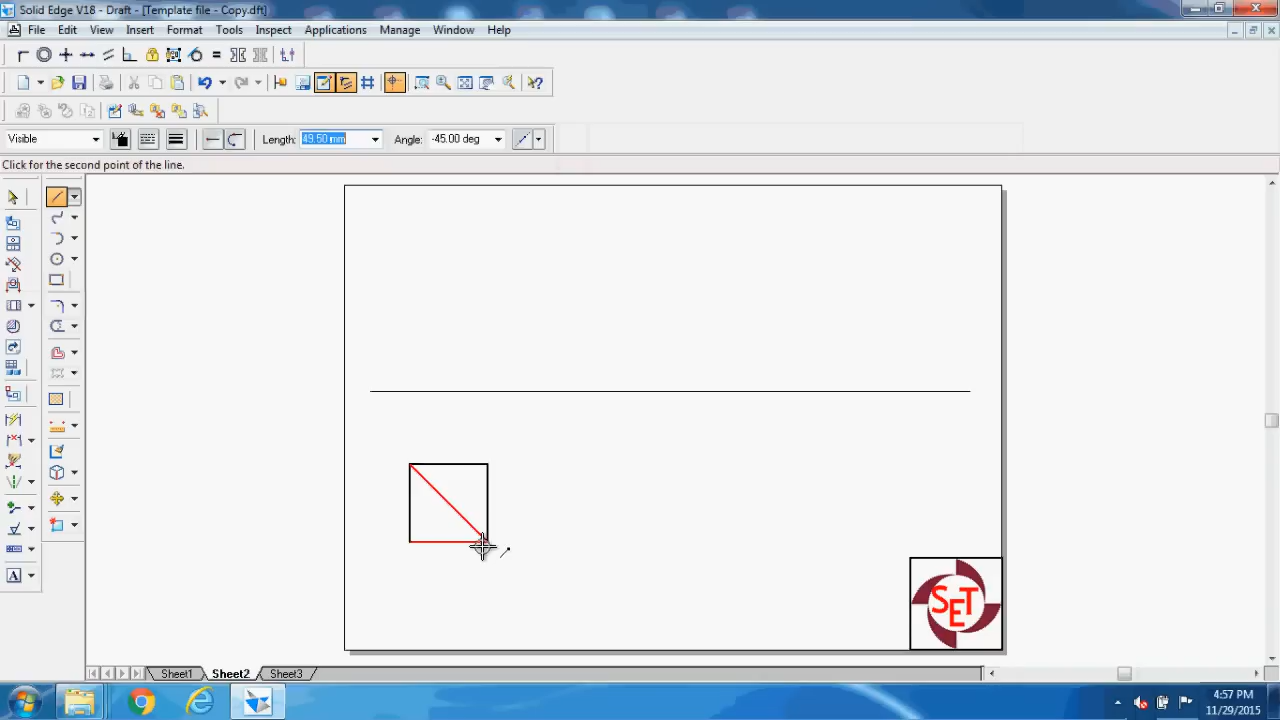 Solid Edge V18 - Draft - [Template file - Copy.dft]
File Edit View Insert Format Tools Inspect Applications Manage Window Help
Visible Length: 49.50 mm Angle: -45.00 deg
Click for the second point of the line.
A
SET
Sheet1 Sheet2 Sheet3
4:57 PM
11/29/2015